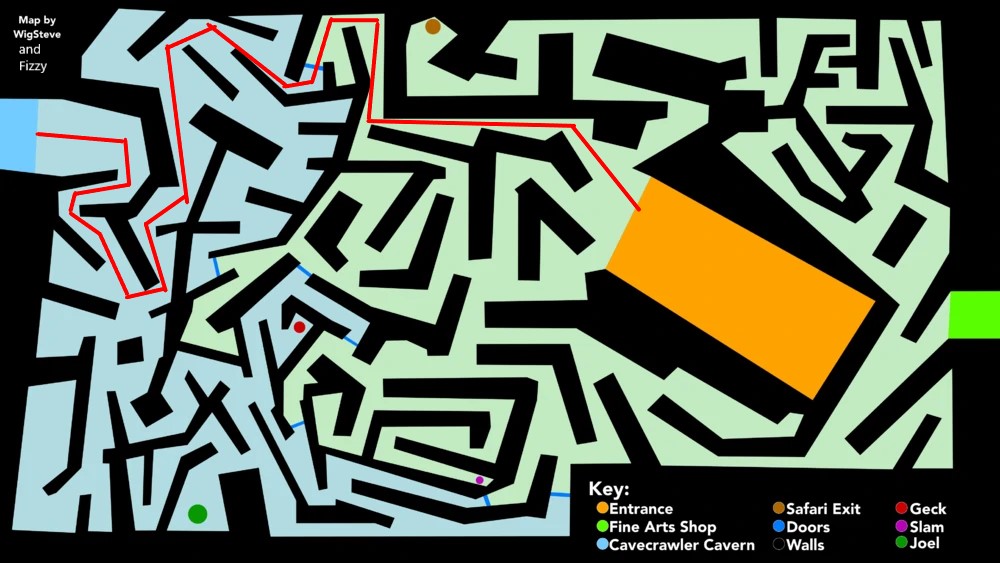 Map by
WigSteve
and
Fizzy
Key:
Entrance
Safari Exit
Geck
Fine Arts Shop
Doors
Slam
Cavecrawler Cavern
Walls
Joel